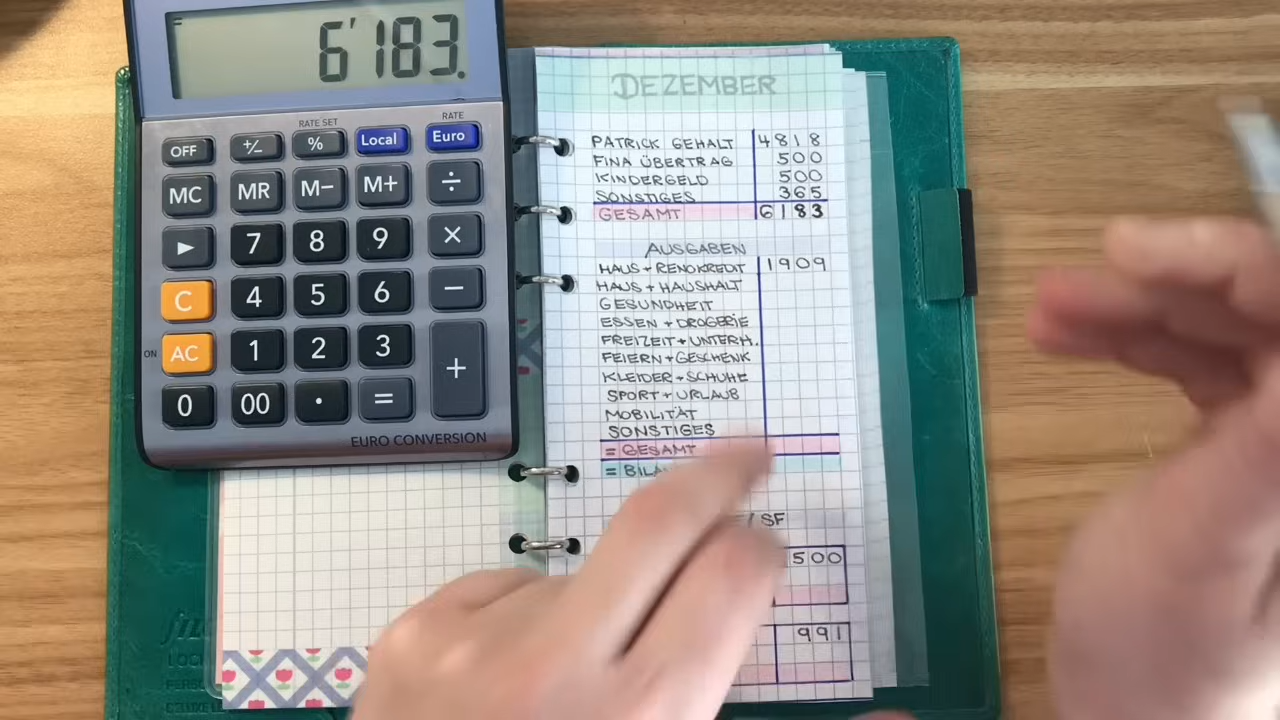 6'183.
RATE SET
RATE
OFF +/− % Local Euro
MC MR M− M+ ÷
► 7 8 9 ×
C 4 5 6 −
ON AC 1 2 3 +
0 00 · =
EURO CONVERSION
DEZEMBER
PATRICK GEHALT 4818
FINA ÜBERTRAG 500
KINDERGELD 500
SONSTIGES 365
GESAMT 6183
AUSGABEN
HAUS + RENOKREDIT 1909
HAUS + HAUSHALT
GESUNDHEIT
ESSEN + DROGERIE
FREIZEIT + UNTERH.
FEIERN + GESCHENK
KLEIDER + SCHUHE
SPORT + URLAUB
MOBILITÄT
SONSTIGES
= GESAMT
= BILA
/ SF
500
991